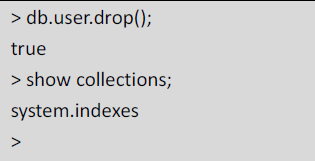 > db.user.drop();
true
> show collections;
system.indexes
>